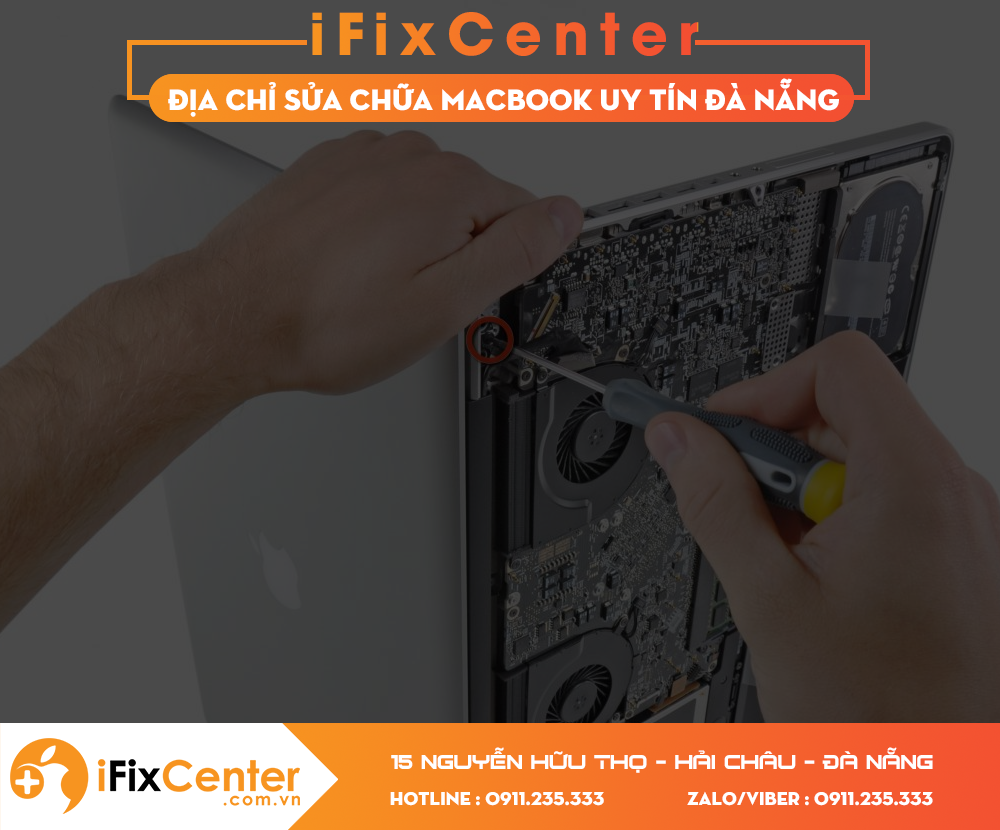 iFixCenter
ĐỊA CHỈ SỬA CHỮA MACBOOK UY TÍN ĐÀ NẴNG
15 NGUYỄN HỮU THỌ - HẢI CHÂU - ĐÀ NẴNG
iFixCenter
.com.vn
HOTLINE : 0911.235.333
ZALO/VIBER : 0911.235.333